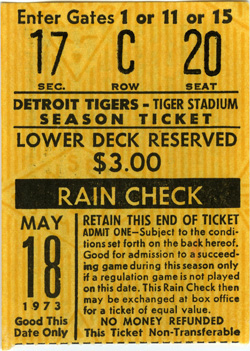 Enter Gates 1 or 11 or 15
17 C 20
SEC. ROW SEAT
DETROIT TIGERS – TIGER STADIUM
SEASON TICKET
LOWER DECK RESERVED
$3.00
RAIN CHECK
MAY
18
1973
Good This
Date Only
RETAIN THIS END OF TICKET
ADMIT ONE—Subject to the condi-
tions set forth on the back hereof.
Good for admission to a succeed-
ing game during this season only
if a regulation game is not played
on this date. This Rain Check then
may be exchanged at box office
for a ticket of equal value.
NO MONEY REFUNDED
This Ticket Non-Transferable